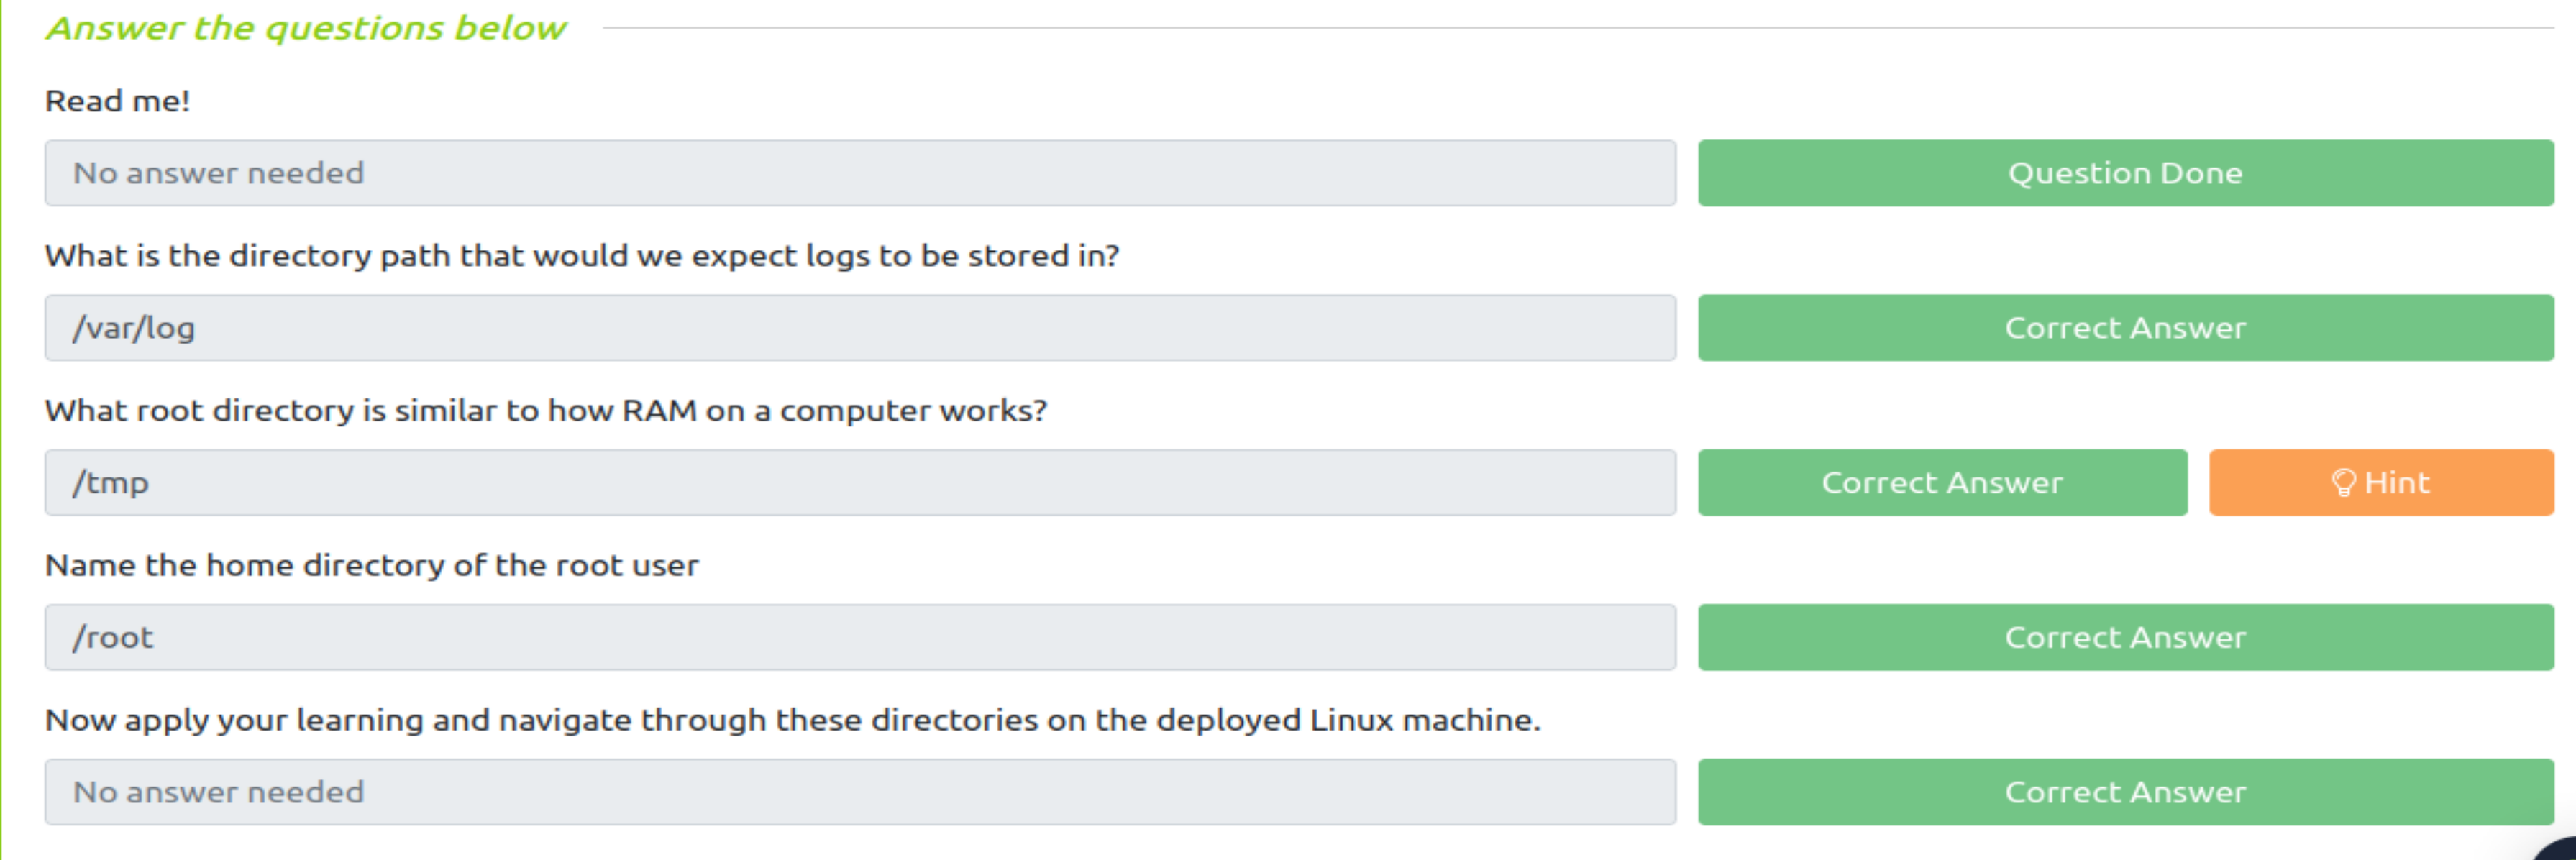 Answer the questions below
Read me!
No answer needed
Question Done
What is the directory path that would we expect logs to be stored in?
/var/log
Correct Answer
What root directory is similar to how RAM on a computer works?
/tmp
Correct Answer
Hint
Name the home directory of the root user
/root
Correct Answer
Now apply your learning and navigate through these directories on the deployed Linux machine.
No answer needed
Correct Answer